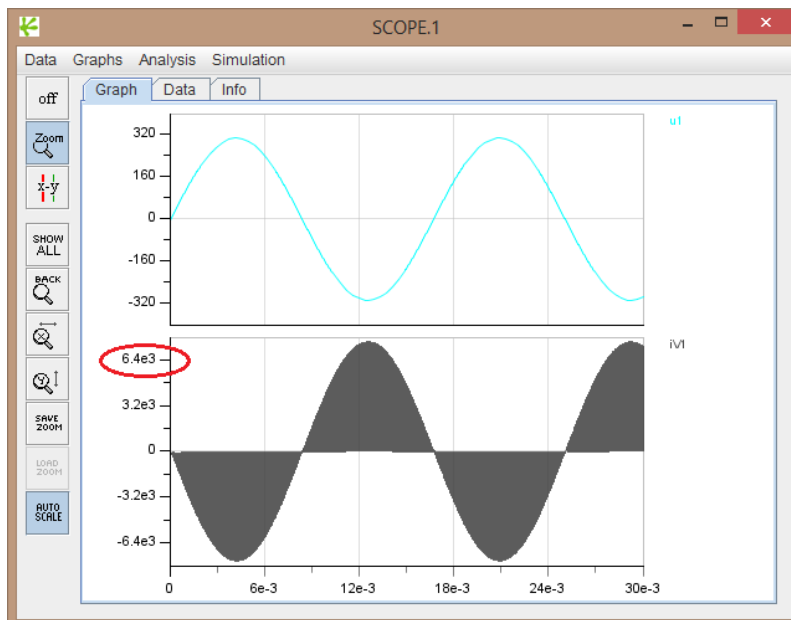 SCOPE.1
Data Graphs Analysis Simulation
off
Zoom
x-y
SHOW
ALL
BACK
X
Y
SAVE
ZOOM
LOAD
ZOOM
AUTO
SCALE
Graph Data Info
320
160
0
-160
-320
u1
6.4e3
3.2e3
0
-3.2e3
-6.4e3
iV1
0 6e-3 12e-3 18e-3 24e-3 30e-3